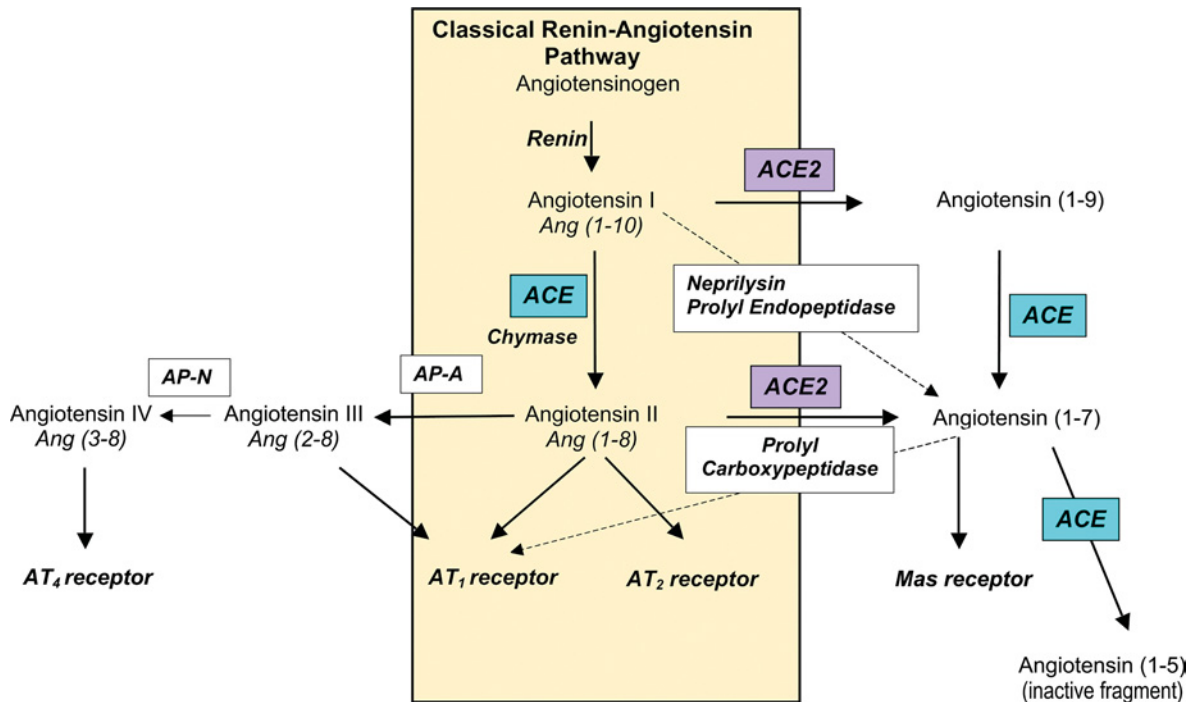 Classical Renin-Angiotensin
Pathway
Angiotensinogen
Renin
ACE2
Angiotensin I
Ang (1-10)
Angiotensin (1-9)
Neprilysin
Prolyl Endopeptidase
ACE
Chymase
ACE
AP-N
AP-A
ACE2
Angiotensin IV
Ang (3-8)
Angiotensin III
Ang (2-8)
Angiotensin II
Ang (1-8)
Angiotensin (1-7)
Prolyl
Carboxypeptidase
ACE
AT4 receptor
AT1 receptor
AT2 receptor
Mas receptor
Angiotensin (1-5)
(inactive fragment)